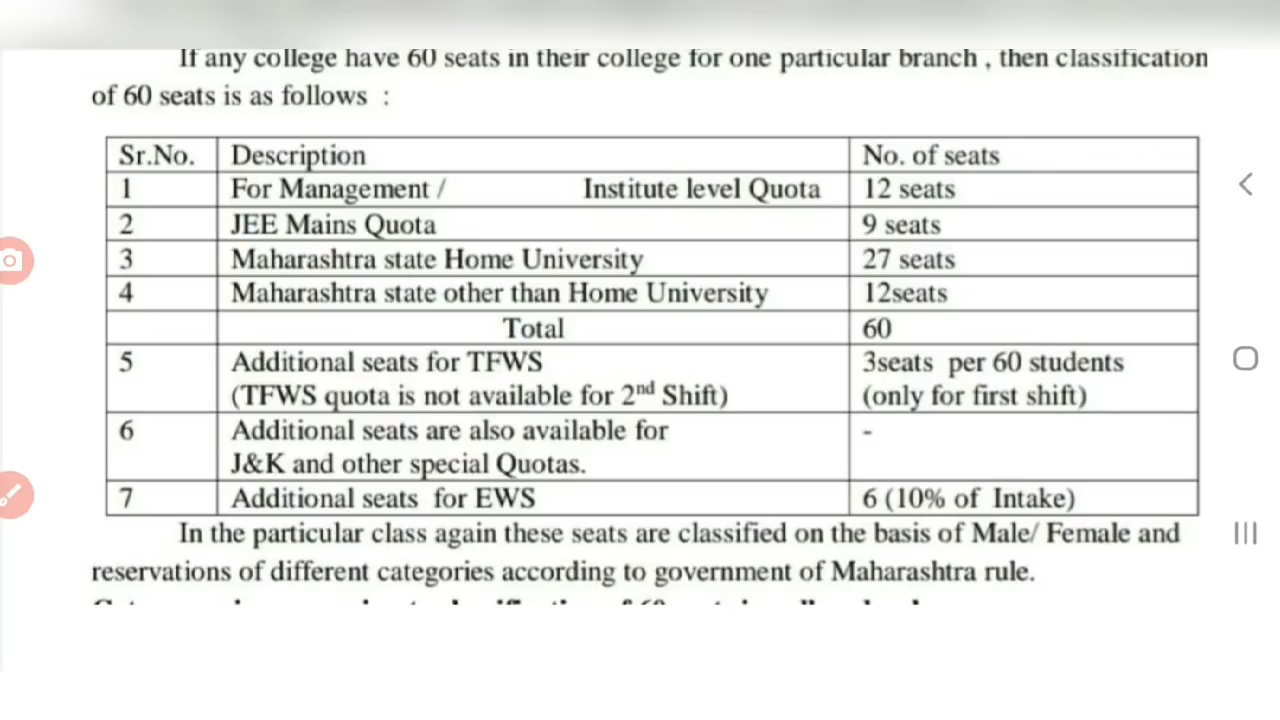 If any college have 60 seats in their college for one particular branch , then classification
of 60 seats is as follows :
Sr.No. Description No. of seats
1 For Management / Institute level Quota 12 seats
2 JEE Mains Quota 9 seats
3 Maharashtra state Home University 27 seats
4 Maharashtra state other than Home University 12seats
Total 60
5 Additional seats for TFWS 3seats per 60 students
(TFWS quota is not available for 2nd Shift) (only for first shift)
6 Additional seats are also available for -
J&K and other special Quotas.
7 Additional seats for EWS 6 (10% of Intake)
In the particular class again these seats are classified on the basis of Male/ Female and
reservations of different categories according to government of Maharashtra rule.